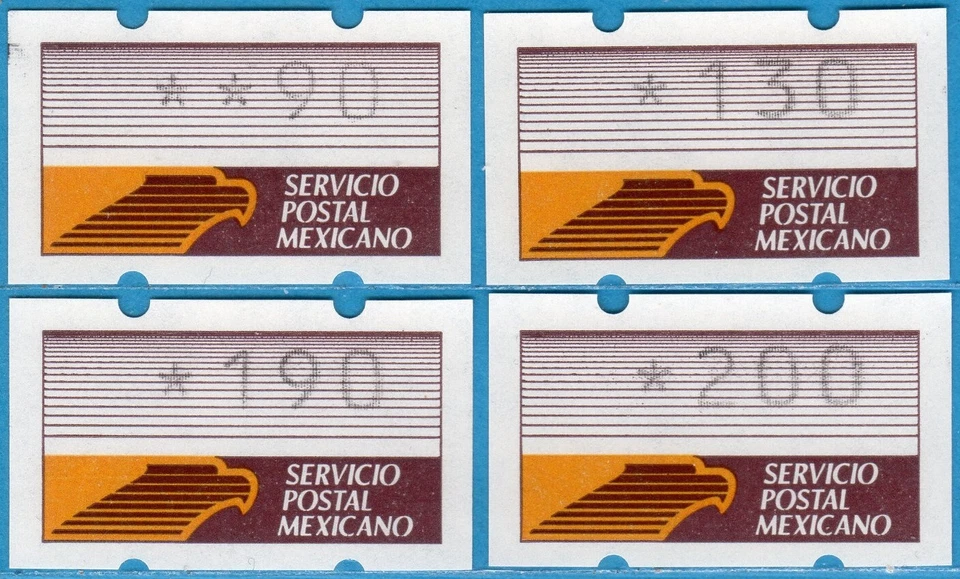 **90
SERVICIO
POSTAL
MEXICANO
*130
SERVICIO
POSTAL
MEXICANO
*190
SERVICIO
POSTAL
MEXICANO
*200
SERVICIO
POSTAL
MEXICANO